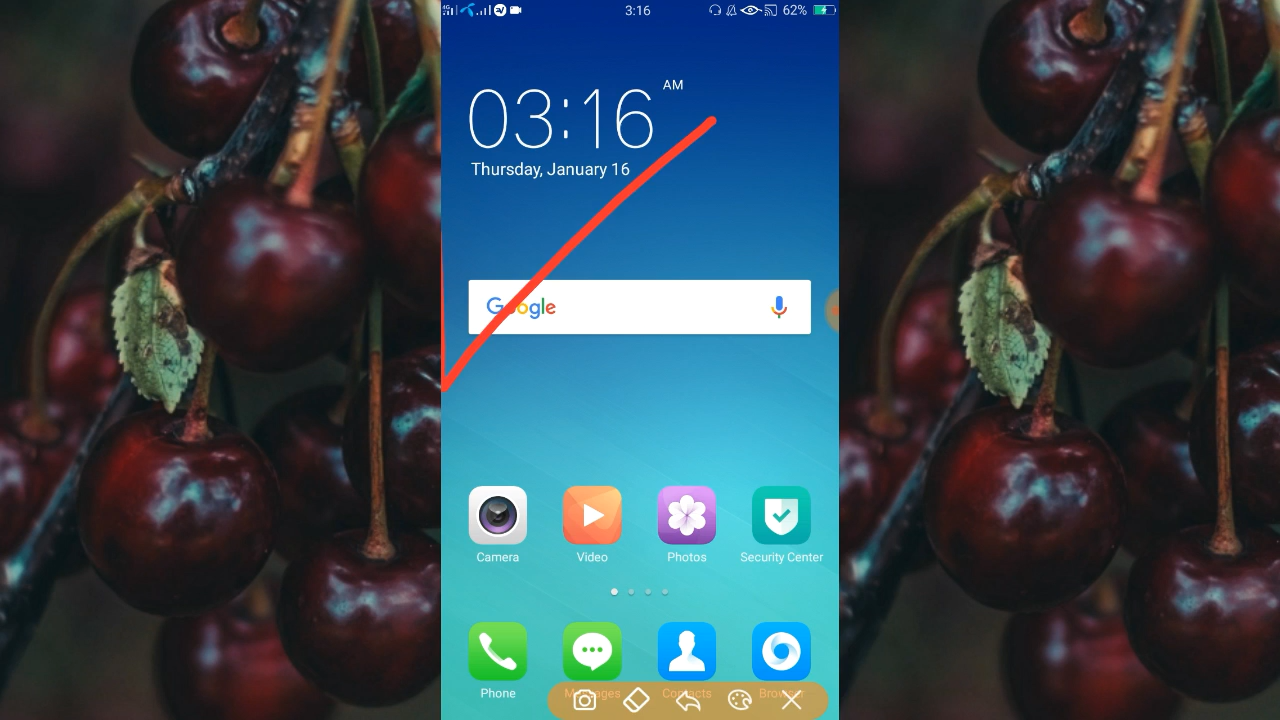 3:16
62%
03:16 AM
Thursday, January 16
Google
Camera Video Photos Security Center
Phone Messages Contacts Browser